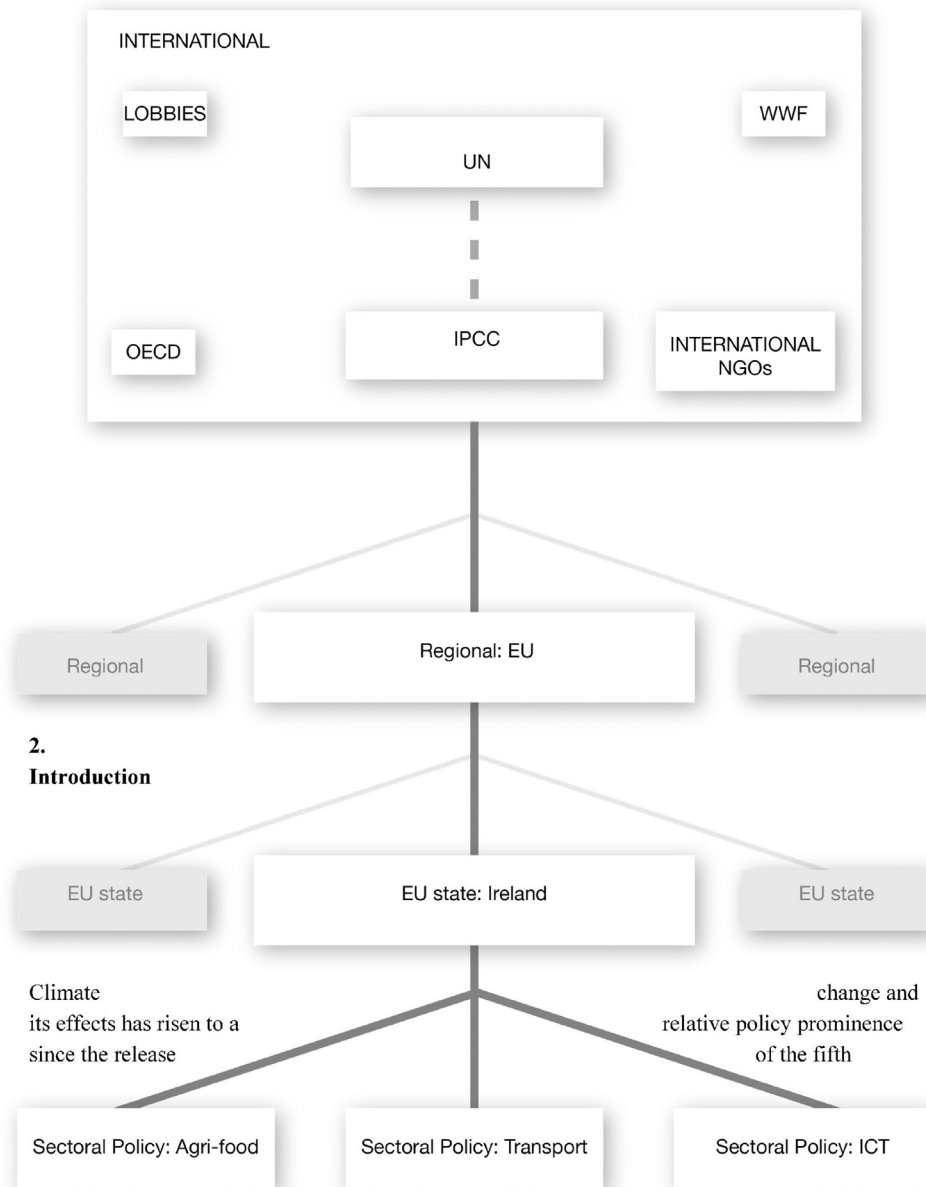 INTERNATIONAL
LOBBIES
WWF
UN
IPCC
OECD
INTERNATIONAL
NGOs
Regional
Regional: EU
Regional
2.
Introduction
EU state
EU state: Ireland
EU state
Climate change and
its effects has risen to a relative policy prominence
since the release of the fifth
Sectoral Policy: Agri-food
Sectoral Policy: Transport
Sectoral Policy: ICT